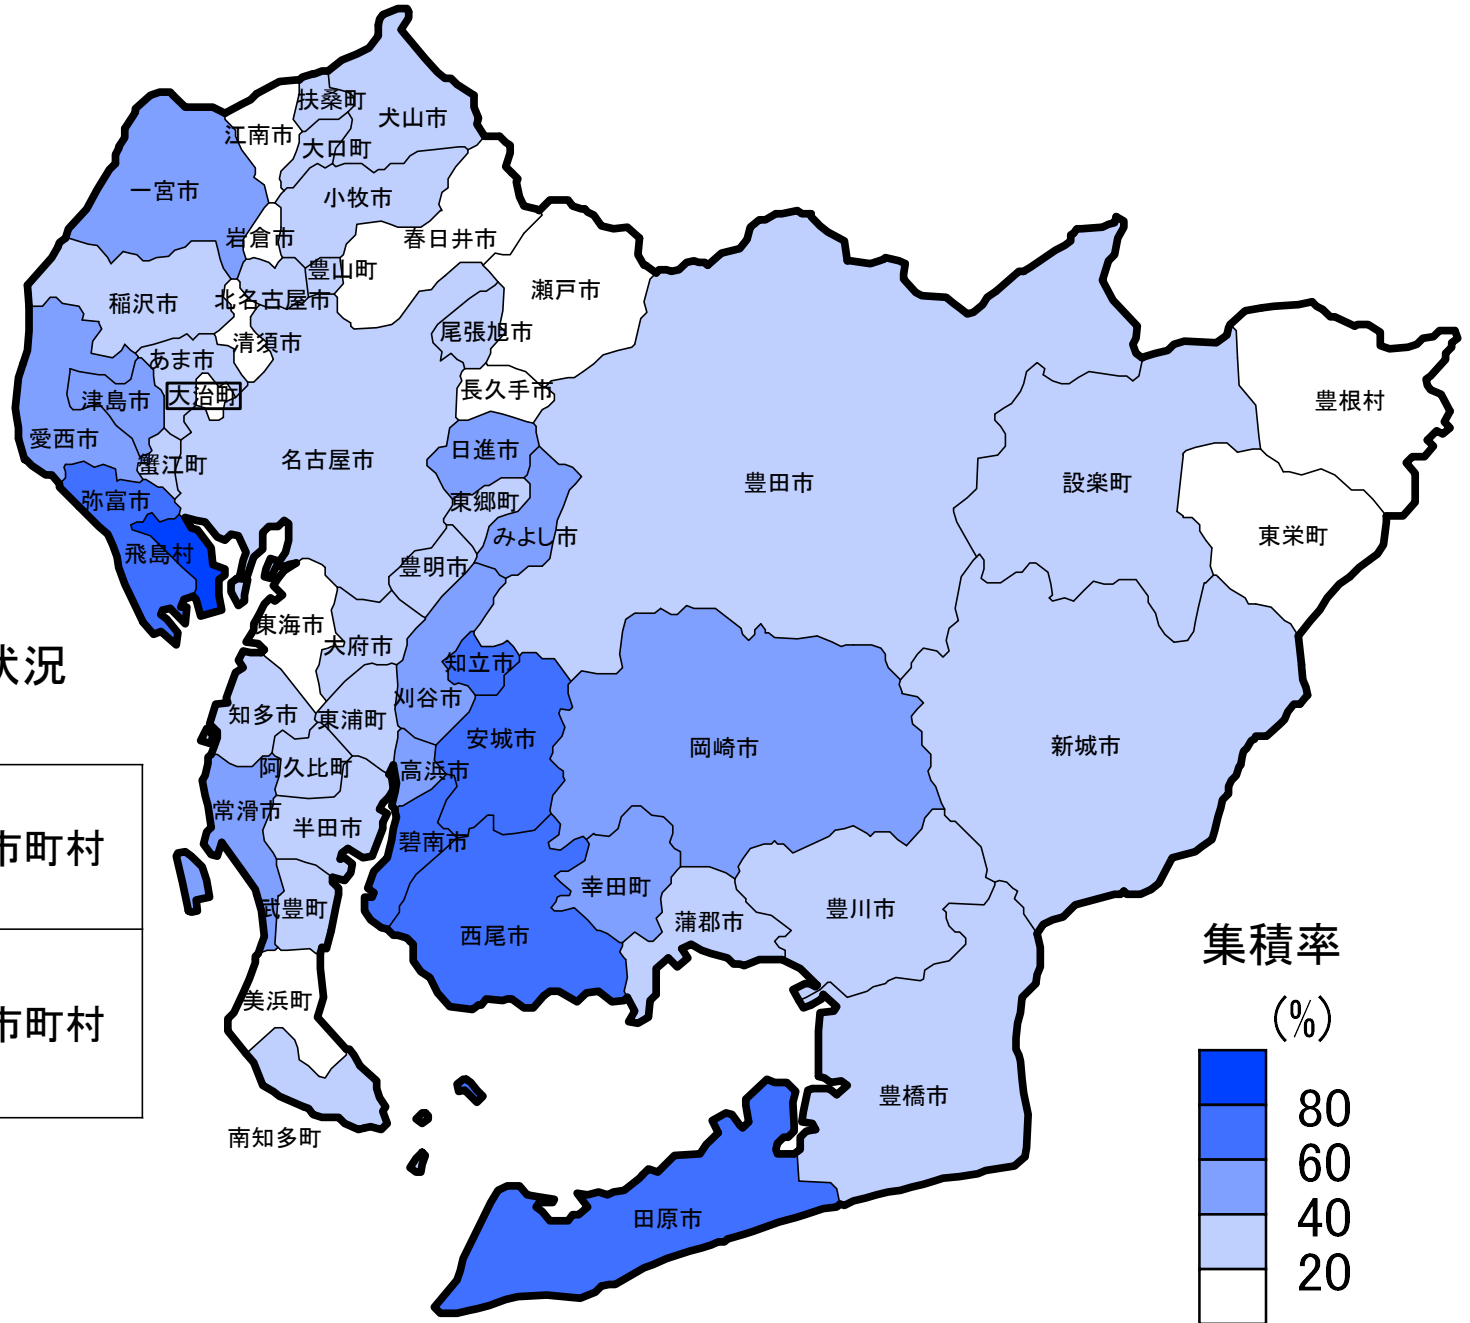 扶桑町
犬山市
江南市
大口町
一宮市
小牧市
岩倉市
春日井市
豊山町
瀬戸市
稲沢市
北名古屋市
尾張旭市
清須市
あま市
津島市
大治町
長久手市
豊根村
愛西市
蟹江町
名古屋市
日進市
豊田市
設楽町
弥富市
東郷町
飛島村
みよし市
東栄町
豊明市
東海市
大府市
状況
知立市
刈谷市
知多市
東浦町
安城市
岡崎市
新城市
阿久比町
高浜市
常滑市
半田市
碧南市
市町村
幸田町
武豊町
西尾市
蒲郡市
豊川市
集積率
(%)
美浜町
市町村
豊橋市
80
南知多町
60
田原市
40
20